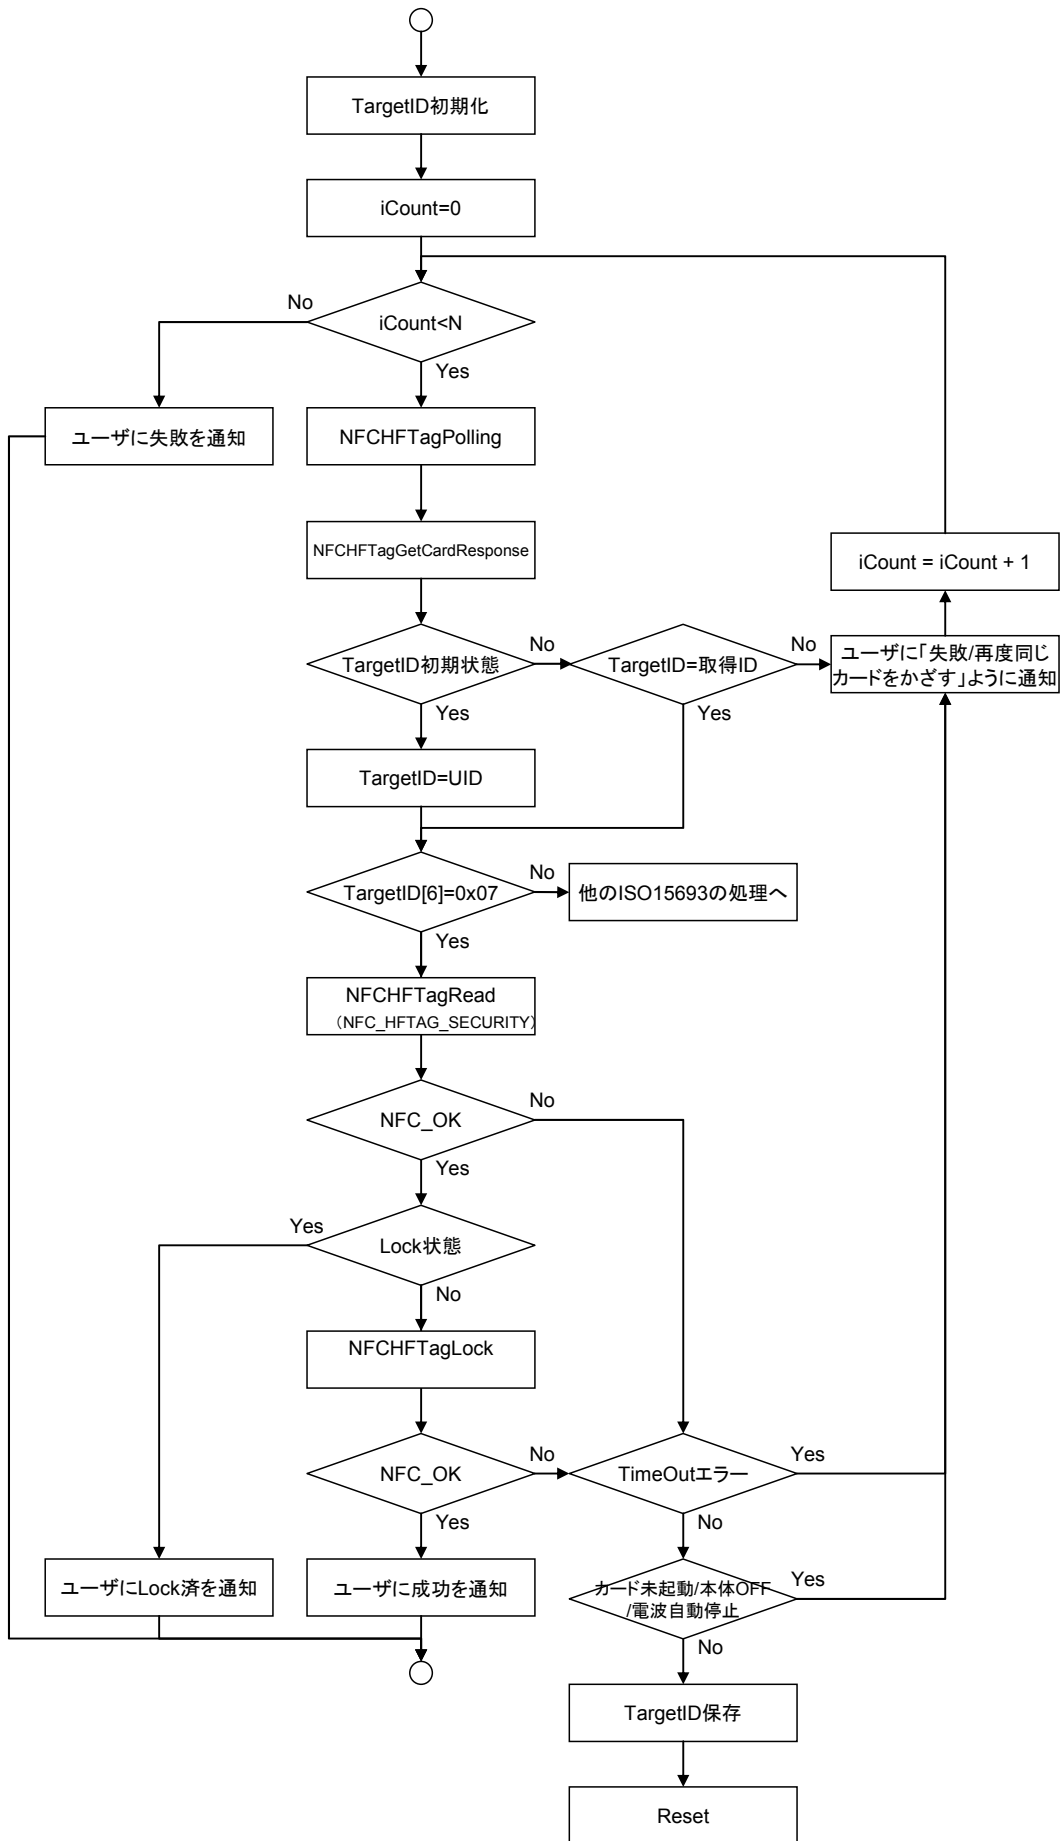 TargetID初期化
iCount=0
No
iCount<N
Yes
ユーザに失敗を通知
NFCHFTagPolling
NFCHFTagGetCardResponse
iCount = iCount + 1
TargetID初期状態
No
TargetID=取得ID
No
ユーザに「失敗/再度同じ
カードをかざす」ように通知
Yes
Yes
TargetID=UID
TargetID[6]=0x07
No
他のISO15693の処理へ
Yes
NFCHFTagRead
（NFC_HFTAG_SECURITY）
NFC_OK
No
Yes
Yes
Lock状態
No
NFCHFTagLock
NFC_OK
No
TimeOutエラー
Yes
Yes
No
ユーザにLock済を通知
ユーザに成功を通知
カード未起動/本体OFF
/電波自動停止
Yes
No
TargetID保存
Reset